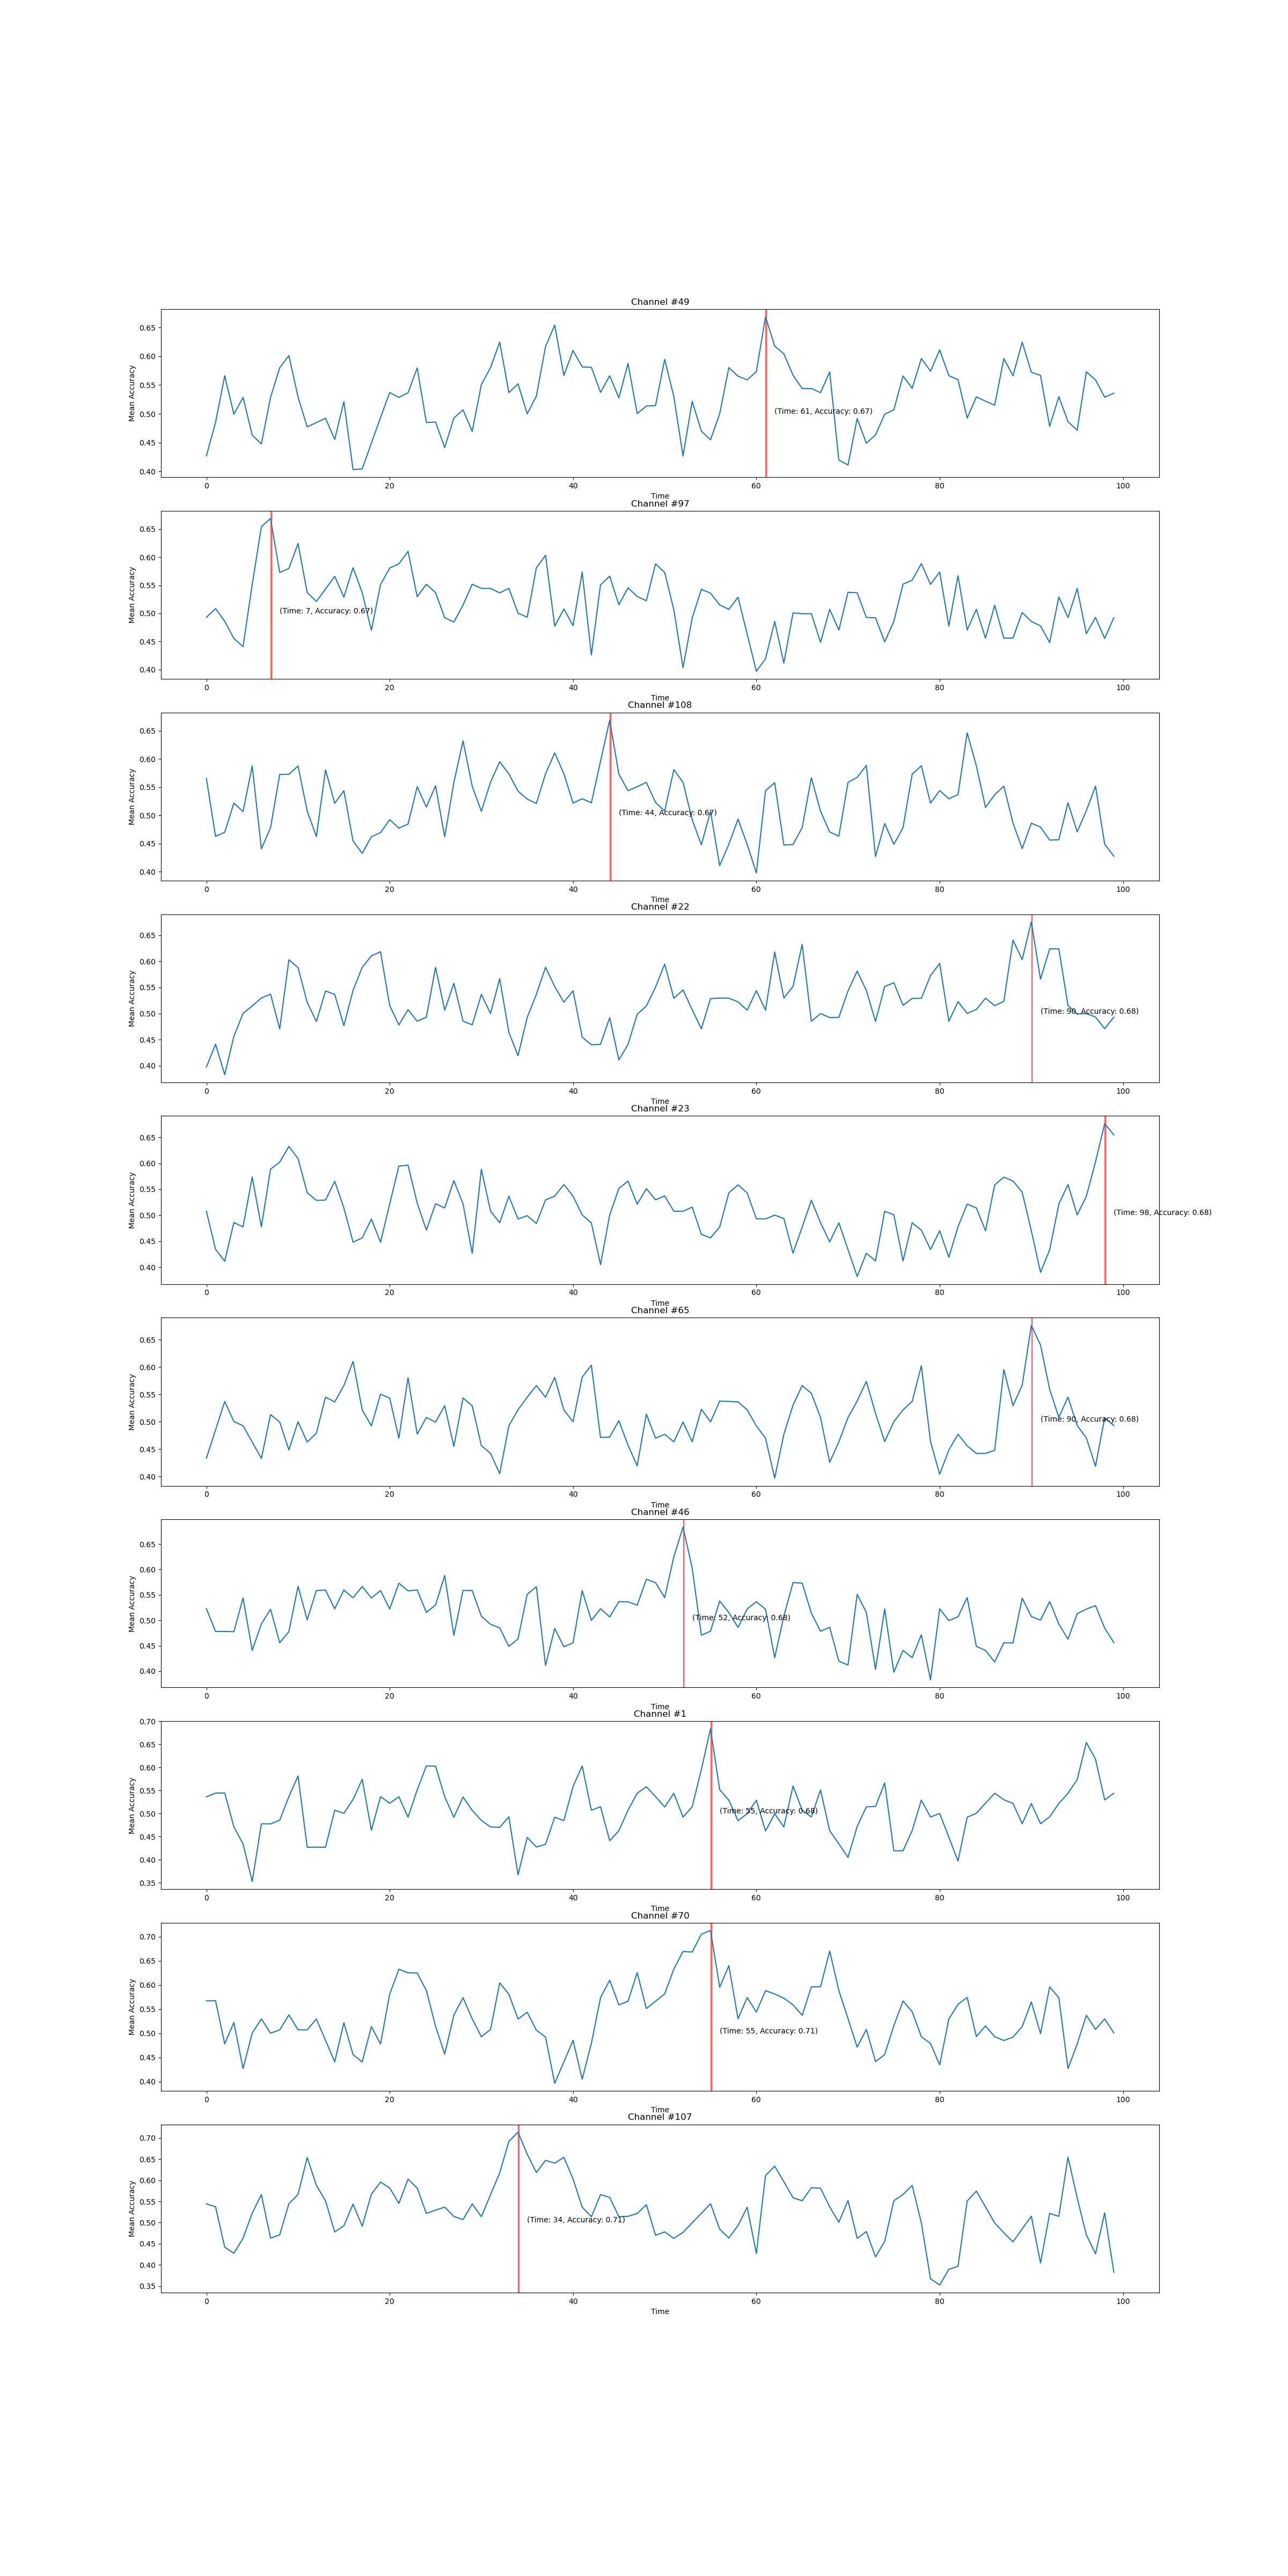 Channel #49
Mean Accuracy
0.65
0.60
0.55
0.50
0.45
0.40
(Time: 61, Accuracy: 0.67)
0 20 40 60 80 100
Time
Channel #97
Mean Accuracy
0.65
0.60
0.55
0.50
0.45
0.40
(Time: 7, Accuracy: 0.67)
0 20 40 60 80 100
Time
Channel #108
Mean Accuracy
0.65
0.60
0.55
0.50
0.45
0.40
(Time: 44, Accuracy: 0.67)
0 20 40 60 80 100
Time
Channel #22
Mean Accuracy
0.65
0.60
0.55
0.50
0.45
0.40
(Time: 90, Accuracy: 0.68)
0 20 40 60 80 100
Time
Channel #23
Mean Accuracy
0.65
0.60
0.55
0.50
0.45
0.40
(Time: 98, Accuracy: 0.68)
0 20 40 60 80 100
Time
Channel #65
Mean Accuracy
0.65
0.60
0.55
0.50
0.45
0.40
(Time: 90, Accuracy: 0.68)
0 20 40 60 80 100
Time
Channel #46
Mean Accuracy
0.65
0.60
0.55
0.50
0.45
0.40
(Time: 52, Accuracy: 0.68)
0 20 40 60 80 100
Time
Channel #1
Mean Accuracy
0.70
0.65
0.60
0.55
0.50
0.45
0.40
0.35
(Time: 55, Accuracy: 0.68)
0 20 40 60 80 100
Time
Channel #70
Mean Accuracy
0.70
0.65
0.60
0.55
0.50
0.45
0.40
(Time: 55, Accuracy: 0.71)
0 20 40 60 80 100
Time
Channel #107
Mean Accuracy
0.70
0.65
0.60
0.55
0.50
0.45
0.40
0.35
(Time: 34, Accuracy: 0.71)
0 20 40 60 80 100
Time